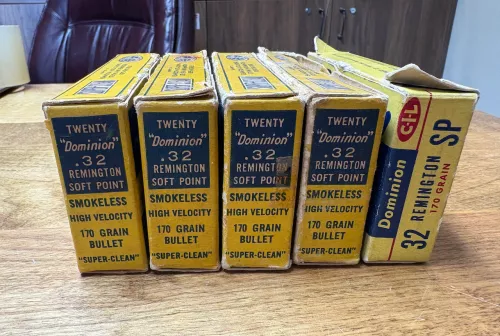 TWENTY
"Dominion"
.32
REMINGTON
SOFT POINT
SMOKELESS
HIGH VELOCITY
170 GRAIN
BULLET
"SUPER-CLEAN"
TWENTY
"Dominion"
.32
REMINGTON
SOFT POINT
SMOKELESS
HIGH VELOCITY
170 GRAIN
BULLET
"SUPER-CLEAN"
TWENTY
"Dominion"
.32
REMINGTON
SOFT POINT
SMOKELESS
HIGH VELOCITY
170 GRAIN
BULLET
"SUPER-CLEAN"
TWENTY
"Dominion"
.32
REMINGTON
SOFT POINT
SMOKELESS
HIGH VELOCITY
170 GRAIN
BULLET
"SUPER-CLEAN"
Dominion C-I-L
32 REMINGTON SP
170 GRAIN